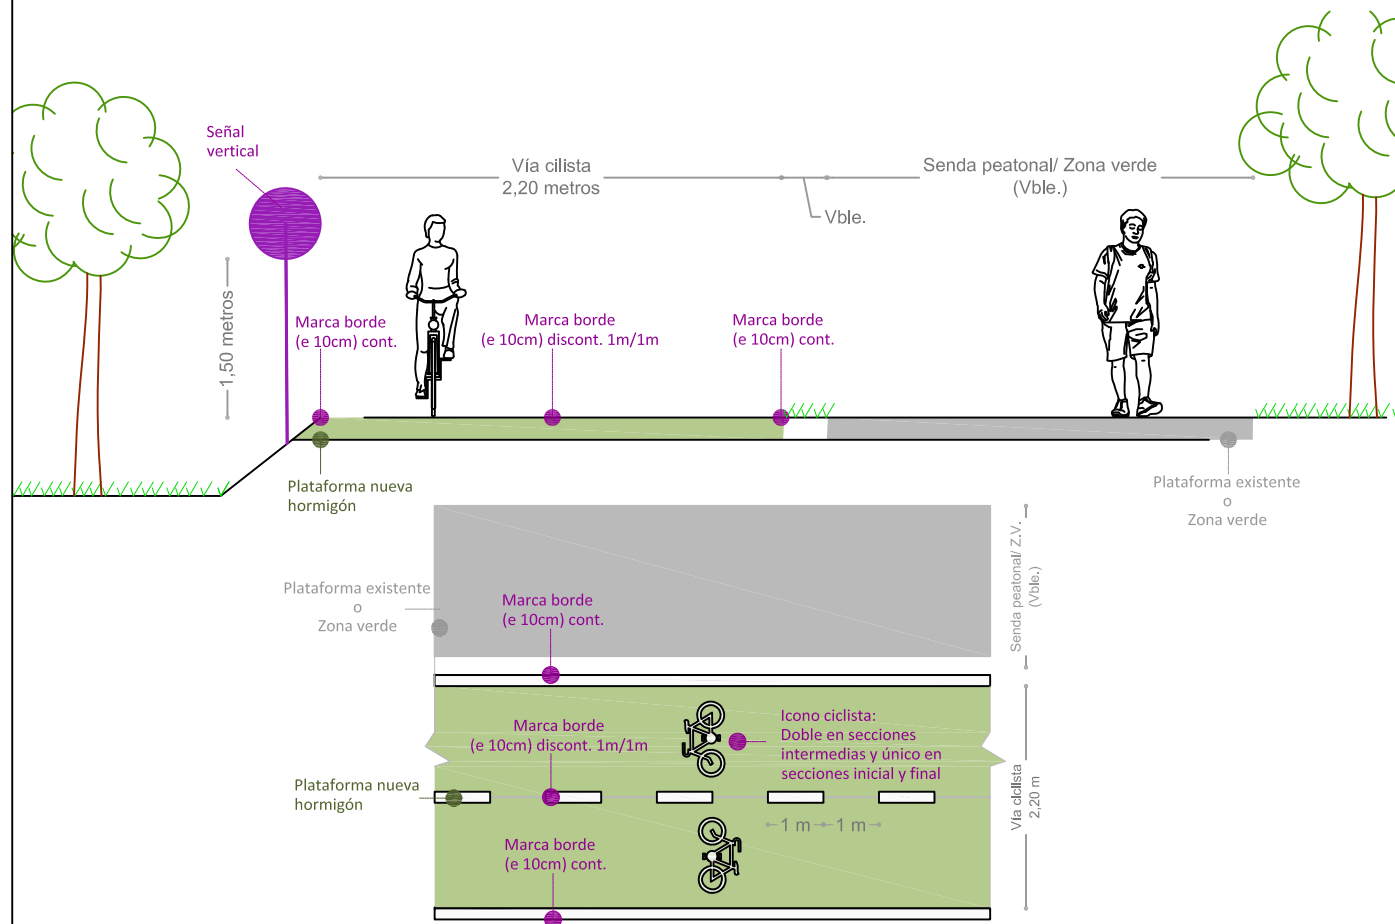 Señal
vertical
Vía cilista
2,20 metros
Senda peatonal/ Zona verde
(Vble.)
Vble.
1,50 metros
Marca borde
(e 10cm) cont.
Marca borde
(e 10cm) discont. 1m/1m
Marca borde
(e 10cm) cont.
Plataforma nueva
hormigón
Plataforma existente
o
Zona verde
Plataforma existente
o
Zona verde
Marca borde
(e 10cm) cont.
Senda peatonal/ Z.V.
(Vble.)
Marca borde
(e 10cm) discont. 1m/1m
Icono ciclista:
Doble en secciones
intermedias y único en
secciones inicial y final
Plataforma nueva
hormigón
1 m
1 m
Vía ciclista
2,20 m
Marca borde
(e 10cm) cont.